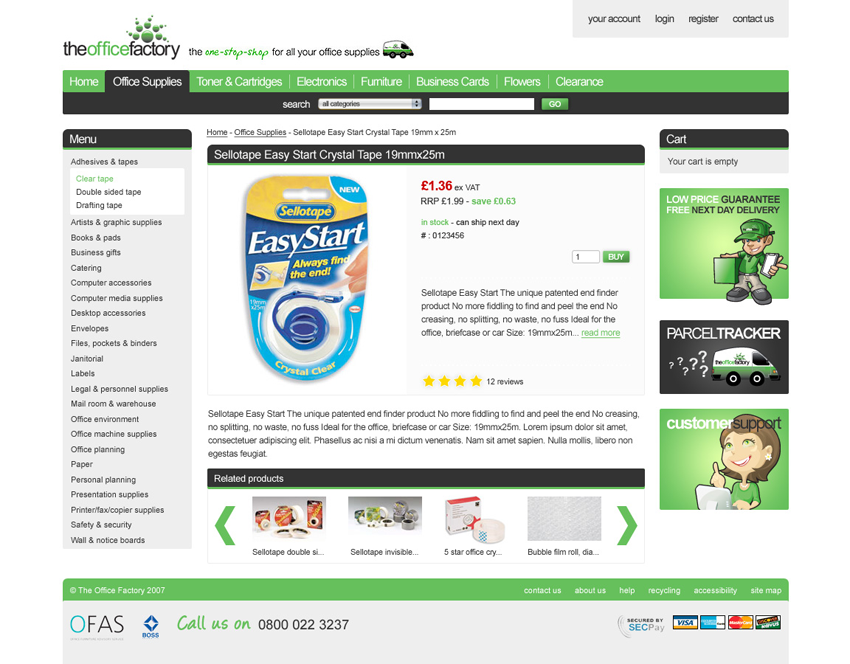 your account login register contact us
theofficefactory the one-stop-shop for all your office supplies
Home Office Supplies Toner & Cartridges Electronics Furniture Business Cards Flowers Clearance
search all categories GO
Menu
Adhesives & tapes
Clear tape
Double sided tape
Drafting tape
Artists & graphic supplies
Books & pads
Business gifts
Catering
Computer accessories
Computer media supplies
Desktop accessories
Envelopes
Files, pockets & binders
Janitorial
Labels
Legal & personnel supplies
Mail room & warehouse
Office environment
Office machine supplies
Office planning
Paper
Personal planning
Presentation supplies
Printer/fax/copier supplies
Safety & security
Wall & notice boards
Home - Office Supplies - Sellotape Easy Start Crystal Tape 19mm x 25m
Sellotape Easy Start Crystal Tape 19mmx25m
NEW
Sellotape
EasyStart
Always find
the end!
19mm
x25m
Crystal Clear
£1.36 ex VAT
RRP £1.99 - save £0.63
in stock - can ship next day
# : 0123456
1 BUY
Sellotape Easy Start The unique patented end finder
product No more fiddling to find and peel the end No
creasing, no splitting, no waste, no fuss Ideal for the
office, briefcase or car Size: 19mmx25m... read more
12 reviews
Sellotape Easy Start The unique patented end finder product No more fiddling to find and peel the end No creasing,
no splitting, no waste, no fuss Ideal for the office, briefcase or car Size: 19mmx25m. Lorem ipsum dolor sit amet,
consectetuer adipiscing elit. Phasellus ac nisi a mi dictum venenatis. Nam sit amet sapien. Nulla mollis, libero non
egestas feugiat.
Related products
Sellotape double si...
Sellotape invisible...
5 star office cry...
Bubble film roll, dia...
Cart
Your cart is empty
LOW PRICE GUARANTEE
FREE NEXT DAY DELIVERY
PARCELTRACKER
? ? ? ? ?
theofficefactory
customersupport
© The Office Factory 2007
contact us about us help recycling accessibility site map
OFAS
BOSS
Call us on 0800 022 3237
SECURED BY
SECPay
VISA
MasterCard